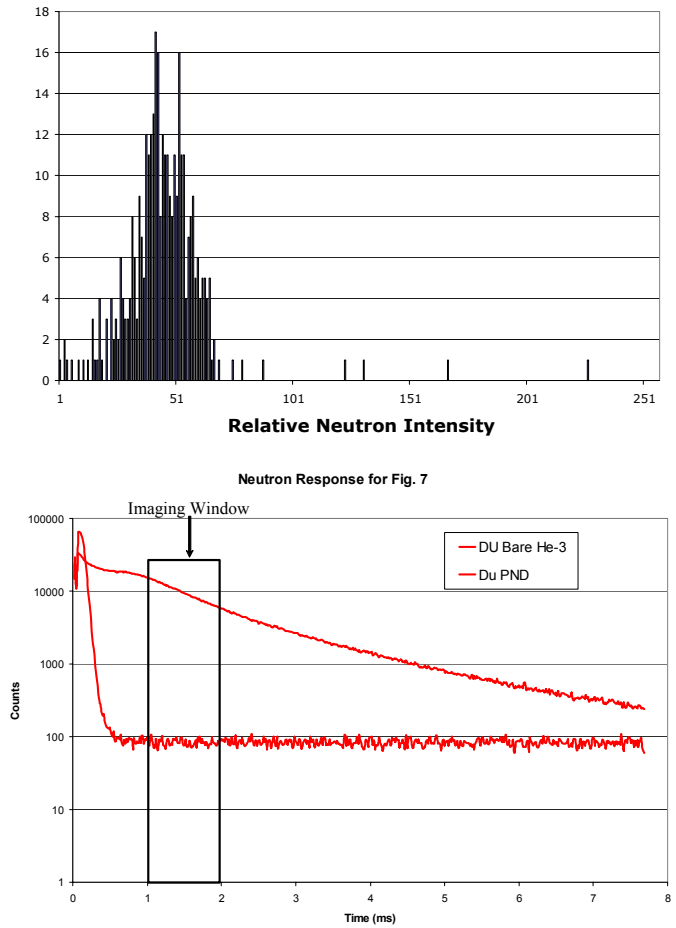 18
16
14
12
10
8
6
4
2
0
1 51 101 151 201 251
Relative Neutron Intensity
Neutron Response for Fig. 7
Imaging Window
100000
10000
1000
100
10
1
Counts
DU Bare He-3
Du PND
0 1 2 3 4 5 6 7 8
Time (ms)